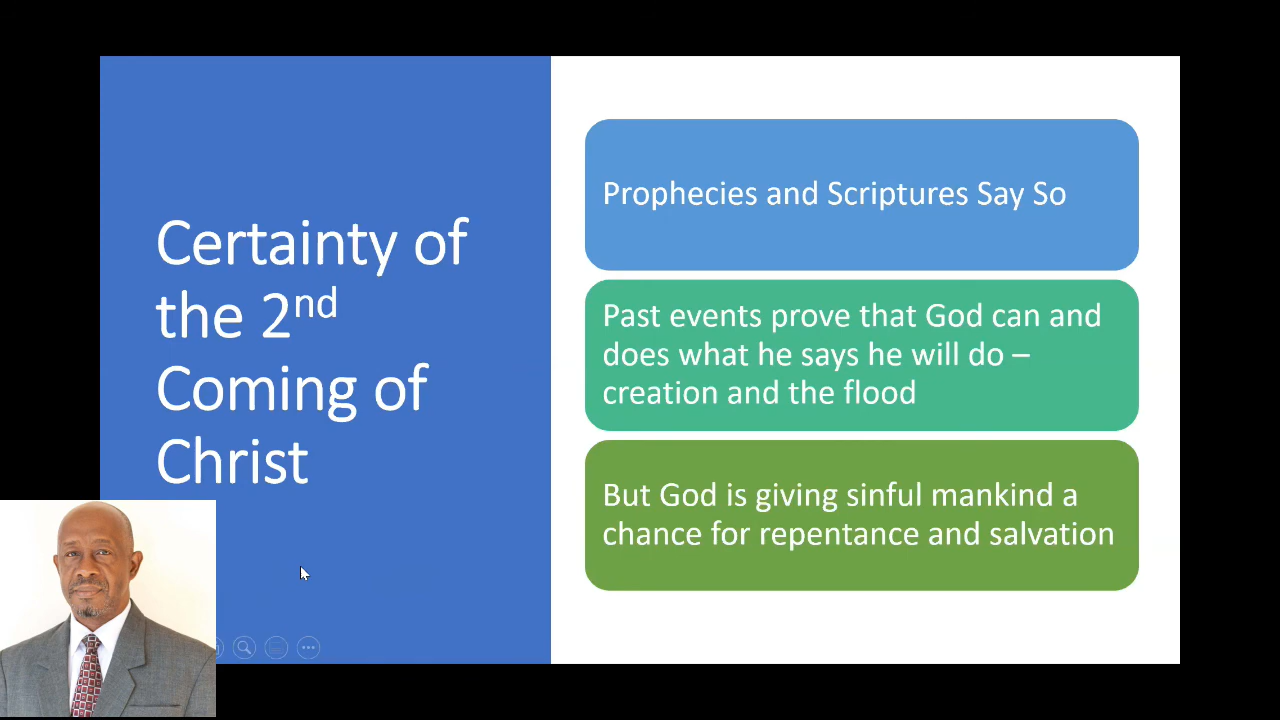 Certainty of
the 2nd
Coming of
Christ
Prophecies and Scriptures Say So
Past events prove that God can and
does what he says he will do –
creation and the flood
But God is giving sinful mankind a
chance for repentance and salvation